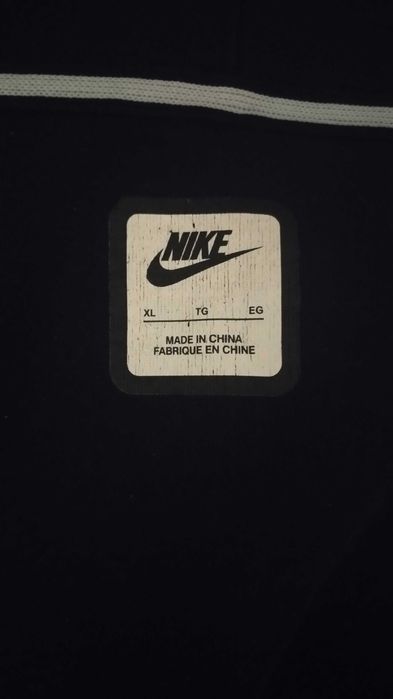 NIKE
XL TG EG
MADE IN CHINA
FABRIQUE EN CHINE